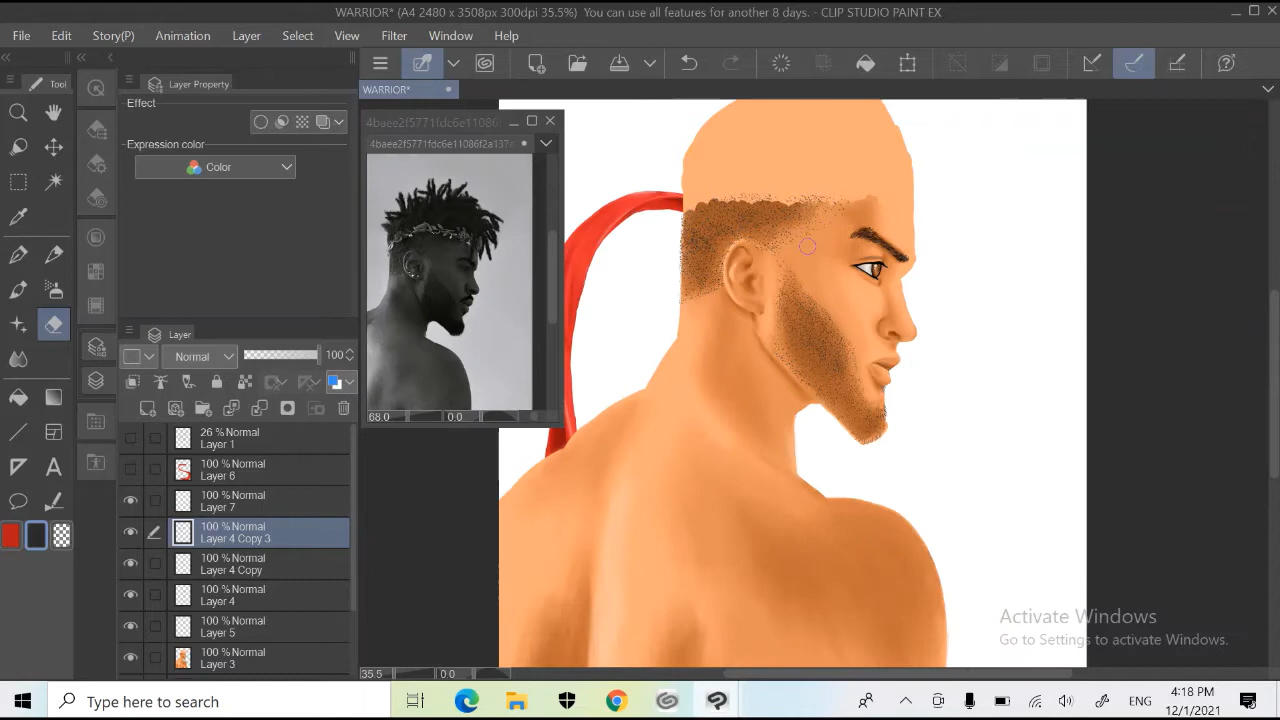 WARRIOR* (A4 2480 x 3508px 300dpi 35.5%)  You can use all features for another 8 days. - CLIP STUDIO PAINT EX
File Edit Story(P) Animation Layer Select View Filter Window Help
Tool
Layer Property
Effect
Expression color
Color
WARRIOR*
4baee2f5771fdc6e11086
4baee2f5771fdc6e11086f2a137
68.0 0.0
Layer
Normal 100
26 %Normal
Layer 1
100 %Normal
Layer 6
100 %Normal
Layer 7
100 %Normal
Layer 4 Copy 3
100 %Normal
Layer 4 Copy
100 %Normal
Layer 4
100 %Normal
Layer 5
100 %Normal
Layer 3
35.5 0.0
Activate Windows
Go to Settings to activate Windows.
Type here to search
ENG
4:18 PM
12/1/2021